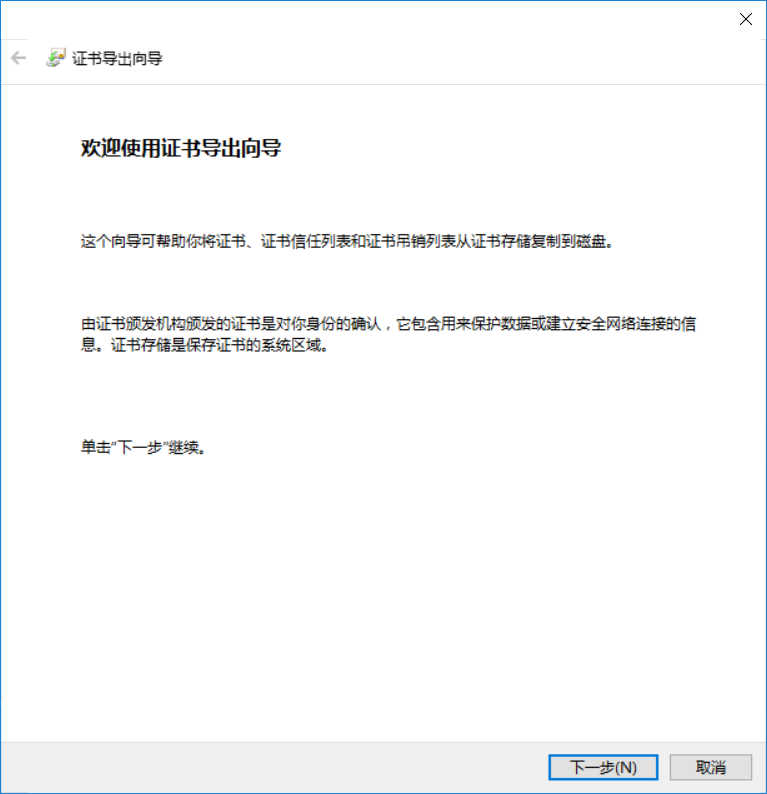 证书导出向导
欢迎使用证书导出向导
这个向导可帮助你将证书、证书信任列表和证书吊销列表从证书存储复制到磁盘。
由证书颁发机构颁发的证书是对你身份的确认，它包含用来保护数据或建立安全网络连接的信
息。证书存储是保存证书的系统区域。
单击"下一步"继续。
下一步(N)
取消